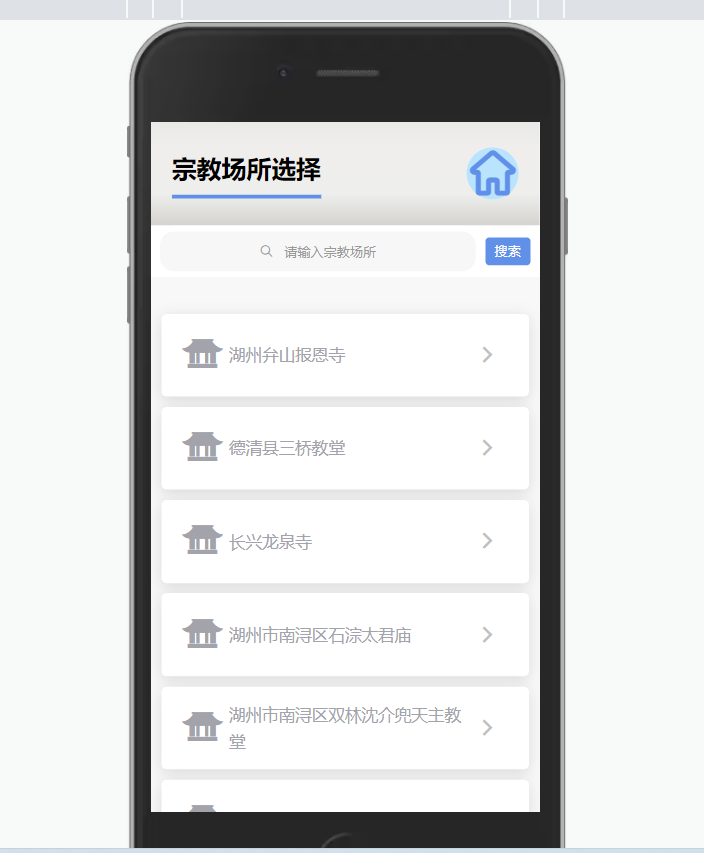 宗教场所选择
请输入宗教场所
搜索
湖州弁山报恩寺
德清县三桥教堂
长兴龙泉寺
湖州市南浔区石淙太君庙
湖州市南浔区双林沈介兜天主教
堂